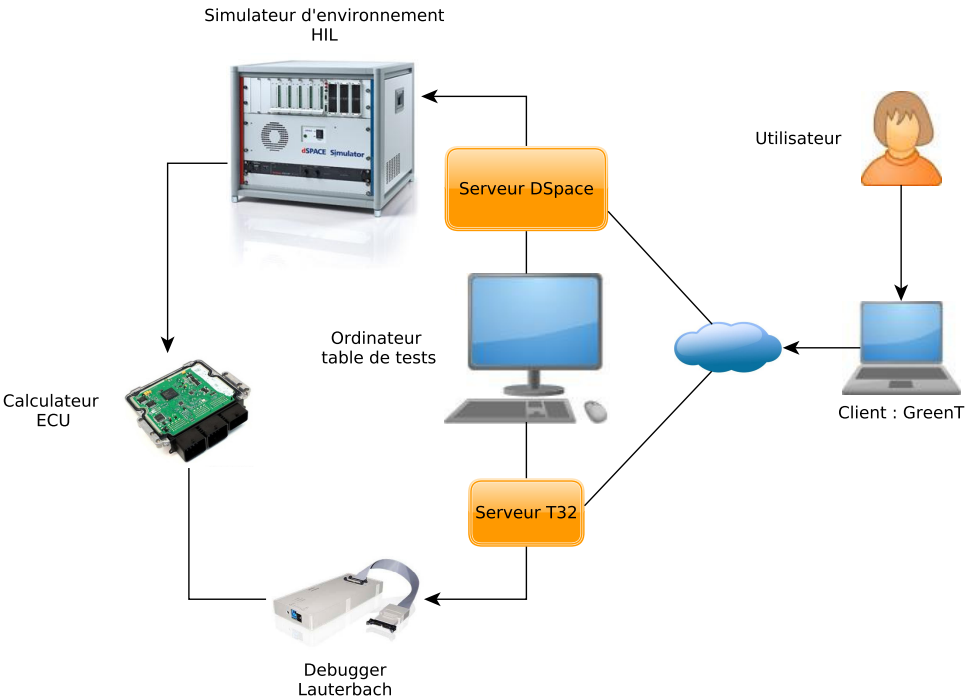 Simulateur d'environnement
HIL
dSPACE Simulator
Utilisateur
Serveur DSpace
Ordinateur
table de tests
Calculateur
ECU
Client : GreenT
Serveur T32
Debugger
Lauterbach